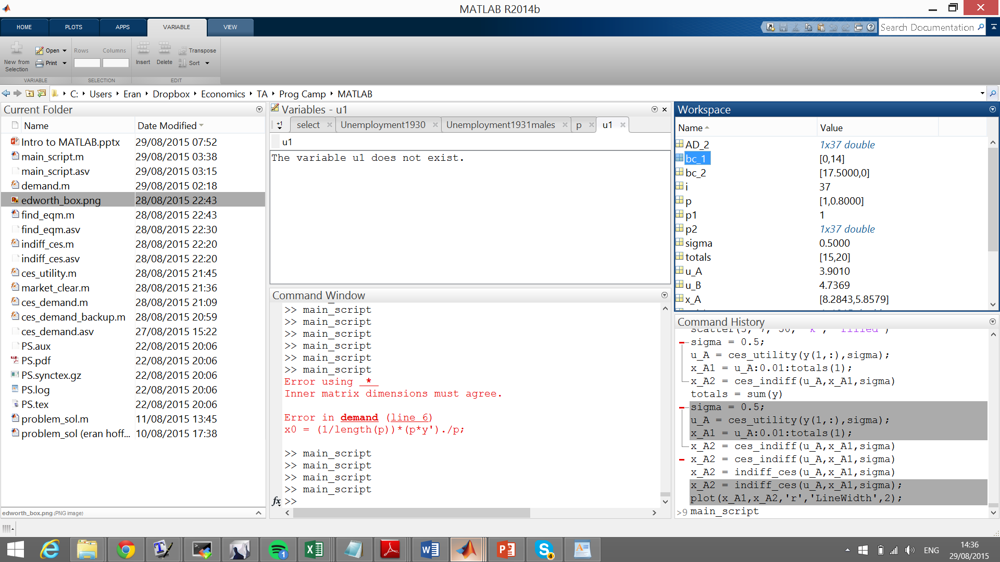 MATLAB R2014b
HOME PLOTS APPS VARIABLE VIEW
Search Documentation
New from Selection
Open
Print
Rows Columns
Insert Delete
Transpose
Sort
VARIABLE SELECTION EDIT
C: Users Eran Dropbox Economics TA Prog Camp MATLAB
Current Folder
Name Date Modified
Intro to MATLAB.pptx 29/08/2015 07:52
main_script.m 29/08/2015 03:38
main_script.asv 29/08/2015 03:15
demand.m 29/08/2015 02:18
edworth_box.png 28/08/2015 22:43
find_eqm.m 28/08/2015 22:43
find_eqm.asv 28/08/2015 22:30
indiff_ces.m 28/08/2015 22:20
indiff_ces.asv 28/08/2015 22:20
ces_utility.m 28/08/2015 21:45
market_clear.m 28/08/2015 21:36
ces_demand.m 28/08/2015 21:09
ces_demand_backup.m 28/08/2015 20:59
ces_demand.asv 27/08/2015 15:22
PS.aux 22/08/2015 20:06
PS.pdf 22/08/2015 20:06
PS.synctex.gz 22/08/2015 20:06
PS.log 22/08/2015 20:06
PS.tex 22/08/2015 20:06
problem_sol.m 11/08/2015 13:45
problem_sol (eran hoff... 10/08/2015 17:38
edworth_box.png (PNG image)
Variables - u1
select Unemployment1930 Unemployment1931males p u1
u1
The variable u1 does not exist.
Command Window
>> main_script
>> main_script
>> main_script
>> main_script
>> main_script
>> main_script
Error using *
Inner matrix dimensions must agree.
Error in demand (line 6)
x0 = (1/length(p))*(p*y')./p;
>> main_script
>> main_script
>> main_script
>> main_script
fx >>
Workspace
Name Value
AD_2 1x37 double
bc_1 [0,14]
bc_2 [17.5000,0]
i 37
p [1,0.8000]
p1 1
p2 1x37 double
sigma 0.5000
totals [15,20]
u_A 3.9010
u_B 4.7369
x_A [8.2843,5.8579]
Command History
sigma = 0.5;
u_A = ces_utility(y(1,:),sigma);
x_A1 = u_A:0.01:totals(1);
x_A2 = ces_indiff(u_A,x_A1,sigma)
totals = sum(y)
sigma = 0.5;
u_A = ces_utility(y(1,:),sigma);
x_A1 = u_A:0.01:totals(1);
x_A2 = ces_indiff(u_A,x_A1,sigma)
x_A2 = ces_indiff(u_A,x_A1,sigma)
x_A2 = indiff_ces(u_A,x_A1,sigma)
x_A2 = indiff_ces(u_A,x_A1,sigma);
plot(x_A1,x_A2,'r','LineWidth',2);
>9 main_script
ENG
14:36
29/08/2015